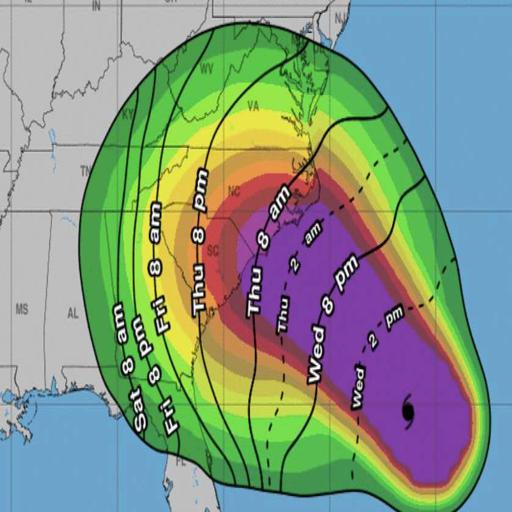 IN
NJ
WV
KY
VA
TN
NC
SC
MS
AL
Sat 8 am
Fri 8 pm
Fri 8 am
Thu 8 pm
Thu 8 am
Thu 2 am
Wed 8 pm
Wed 2 pm